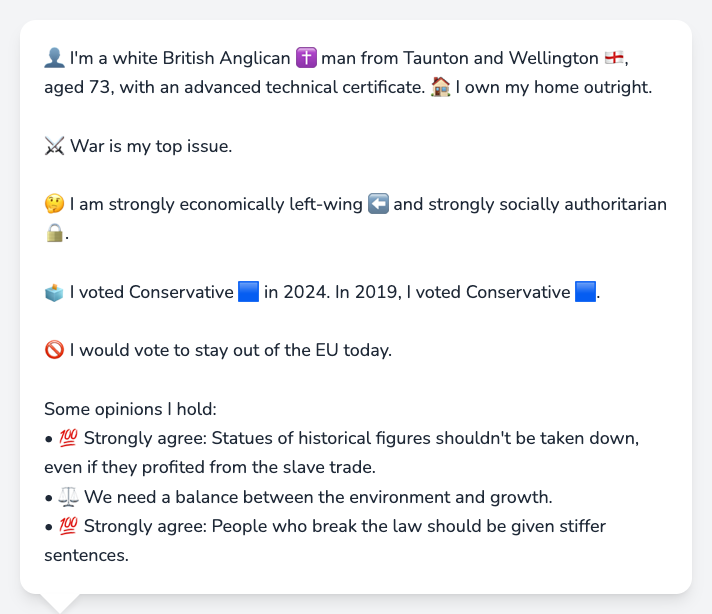 👤 I'm a white British Anglican ✝️ man from Taunton and Wellington 🏴󠁧󠁢󠁥󠁮󠁧󠁿,
aged 73, with an advanced technical certificate. 🏠 I own my home outright.
⚔️ War is my top issue.
🤔 I am strongly economically left-wing ⬅️ and strongly socially authoritarian
🔒.
🗳️ I voted Conservative 🟦 in 2024. In 2019, I voted Conservative 🟦.
🚫 I would vote to stay out of the EU today.
Some opinions I hold:
• 💯 Strongly agree: Statues of historical figures shouldn't be taken down,
even if they profited from the slave trade.
• ⚖️ We need a balance between the environment and growth.
• 💯 Strongly agree: People who break the law should be given stiffer
sentences.